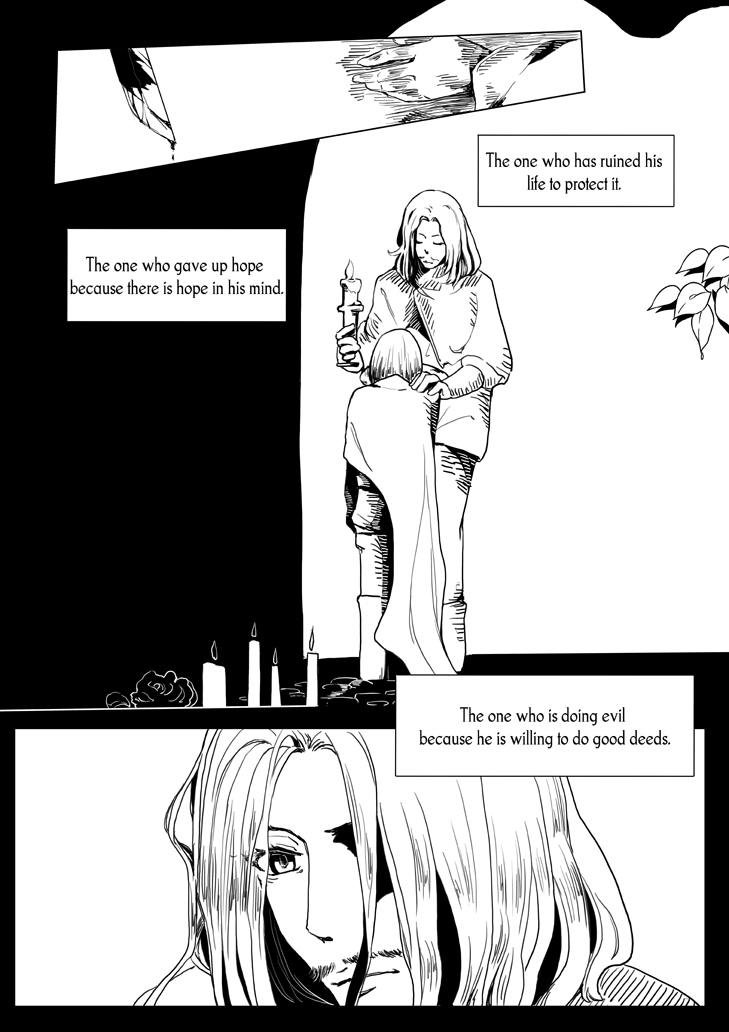 The one who has ruined his
life to protect it.
The one who gave up hope
because there is hope in his mind.
The one who is doing evil
because he is willing to do good deeds.